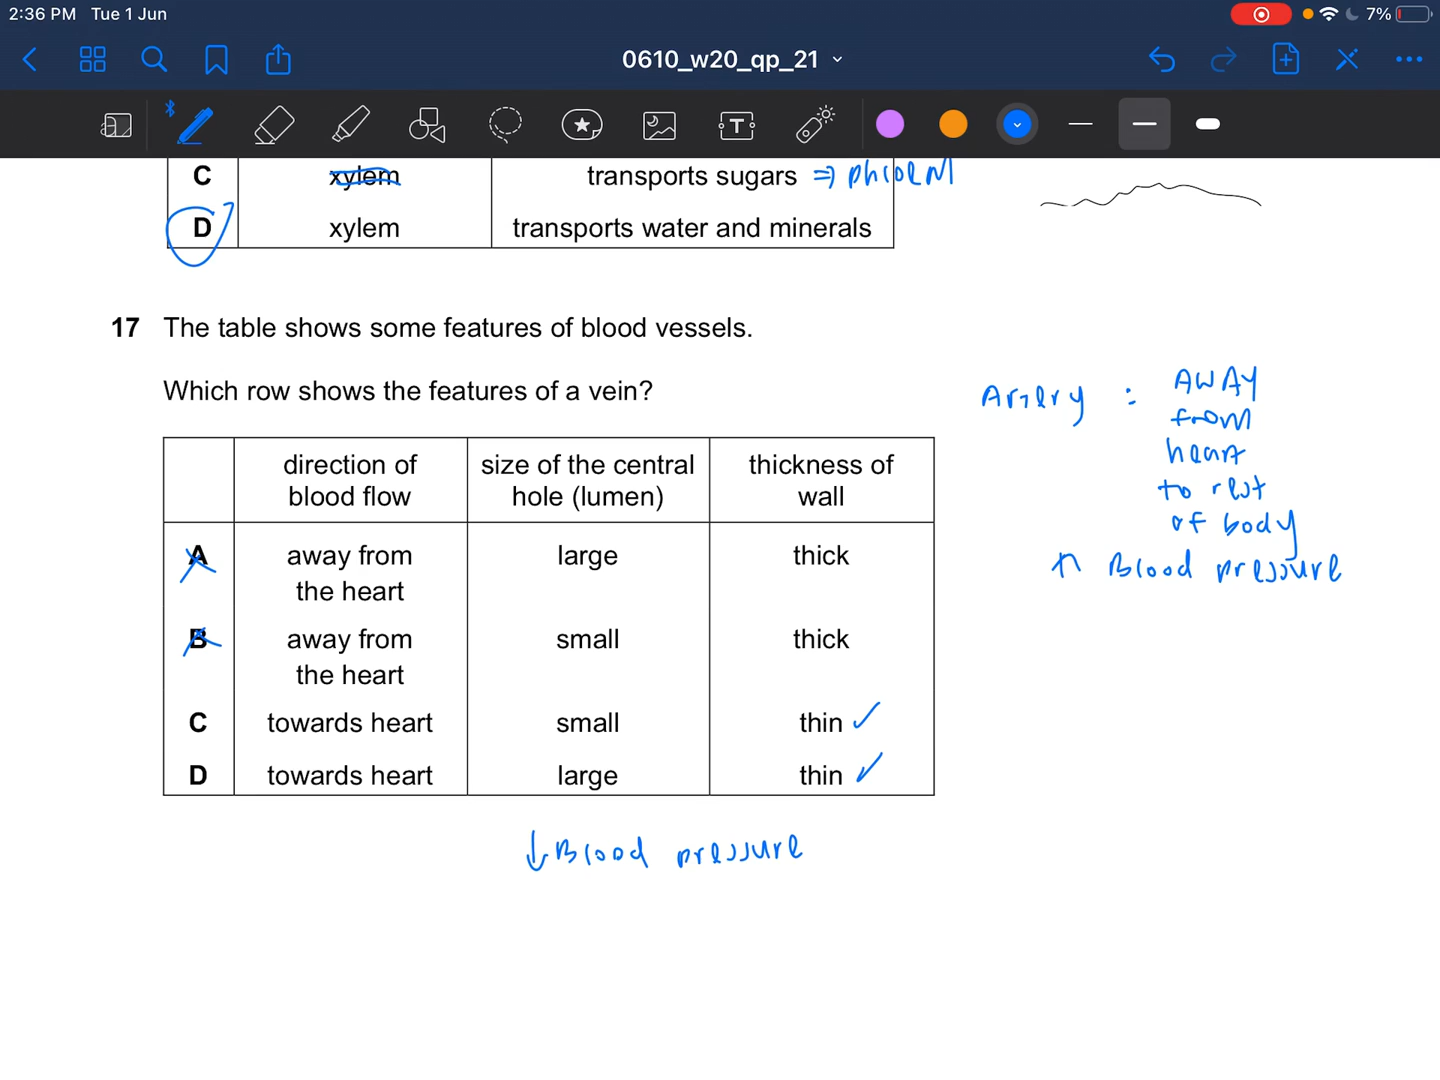 2:36 PM Tue 1 Jun 7%
0610_w20_qp_21
T
C xylem transports sugars ⇒ phloem
D xylem transports water and minerals
17 The table shows some features of blood vessels.
Which row shows the features of a vein?
direction of blood flow size of the central hole (lumen) thickness of wall
A away from the heart large thick
B away from the heart small thick
C towards heart small thin ✓
D towards heart large thin ✓
↓ Blood pressure
Artery : AWAY
from
heart
to rest
of body
↑ Blood pressure